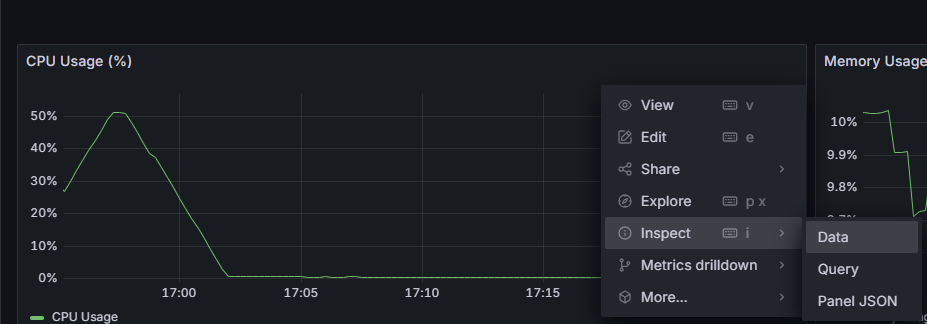 CPU Usage (%)
Memory Usage
50%
40%
30%
20%
10%
0%
17:00
17:05
17:10
17:15
CPU Usage
10%
9.9%
9.8%
View v
Edit e
Share
Explore p x
Inspect i
Metrics drilldown
More...
Data
Query
Panel JSON